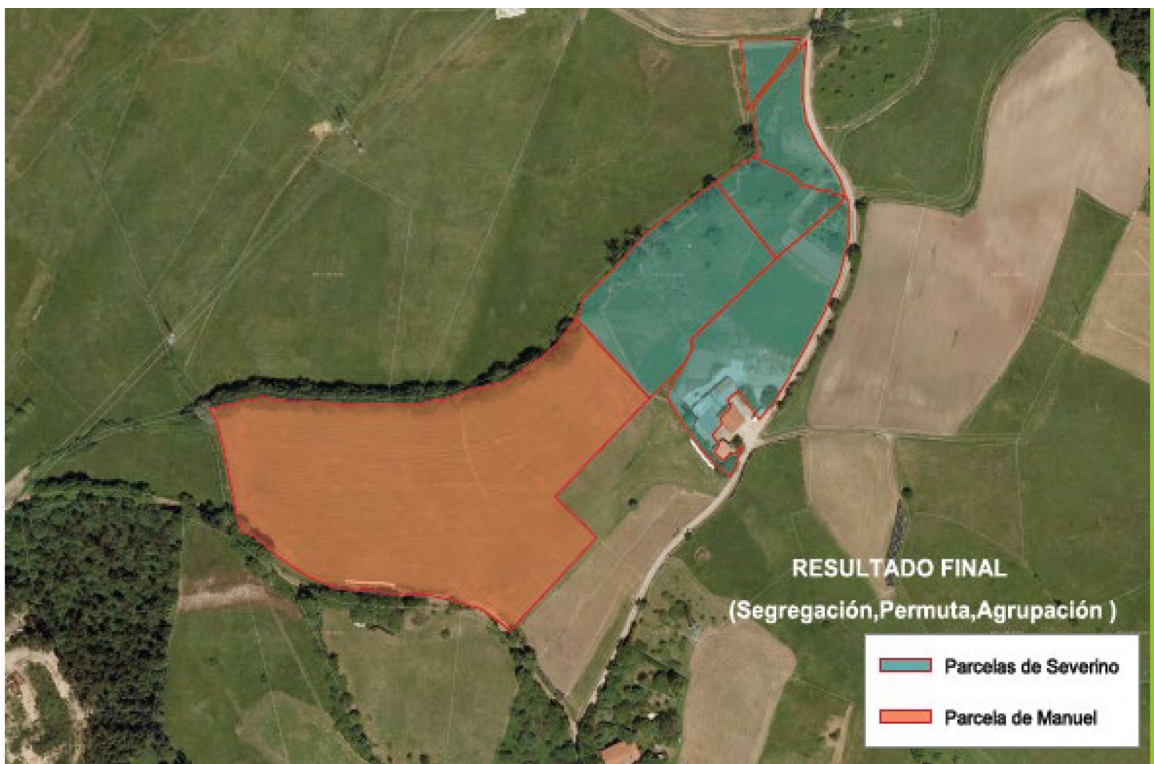 RESULTADO FINAL
(Segregación,Permuta,Agrupación )
Parcelas de Severino
Parcela de Manuel